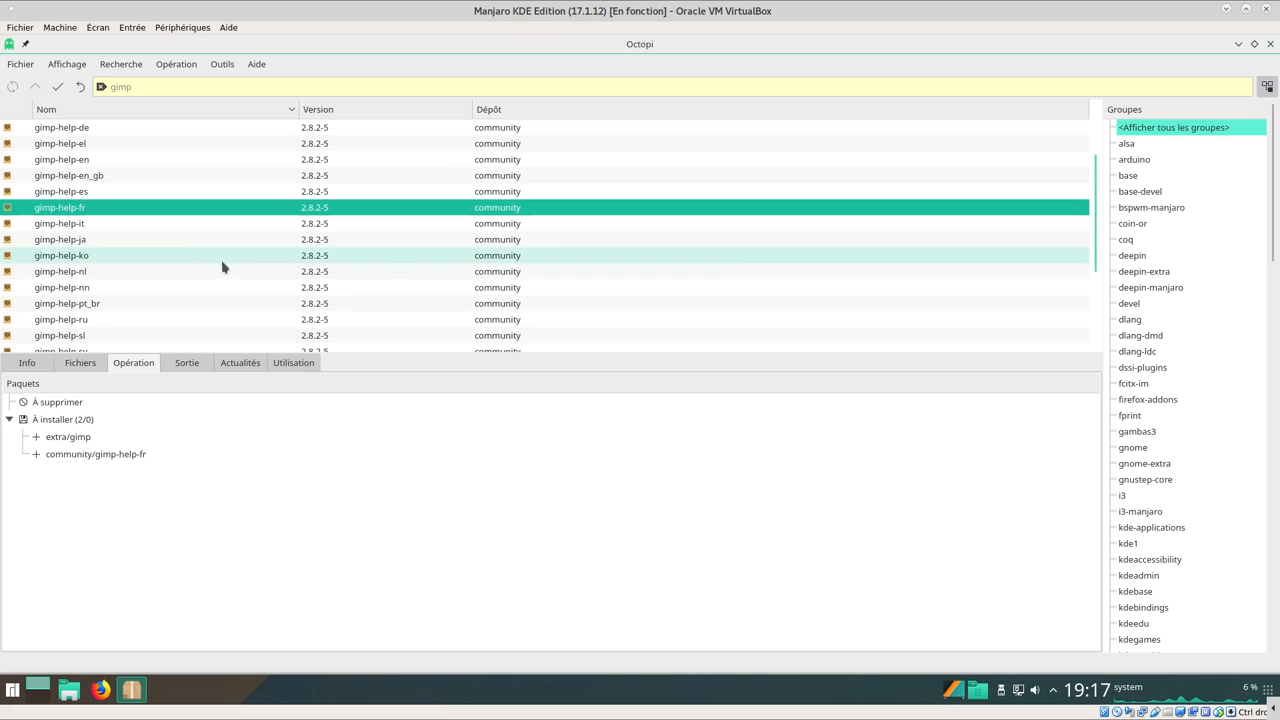 Manjaro KDE Edition (17.1.12) [En fonction] - Oracle VM VirtualBox
Fichier Machine Écran Entrée Périphériques Aide
Octopi
Fichier Affichage Recherche Opération Outils Aide
gimp
Nom Version Dépôt Groupes
gimp-help-de 2.8.2-5 community <Afficher tous les groupes>
gimp-help-el 2.8.2-5 community alsa
gimp-help-en 2.8.2-5 community arduino
gimp-help-en_gb 2.8.2-5 community base
gimp-help-es 2.8.2-5 community base-devel
gimp-help-fr 2.8.2-5 community bspwm-manjaro
gimp-help-it 2.8.2-5 community coin-or
gimp-help-ja 2.8.2-5 community coq
gimp-help-ko 2.8.2-5 community deepin
gimp-help-nl 2.8.2-5 community deepin-extra
gimp-help-nn 2.8.2-5 community deepin-manjaro
gimp-help-pt_br 2.8.2-5 community devel
gimp-help-ru 2.8.2-5 community dlang
gimp-help-sl 2.8.2-5 community dlang-dmd
gimp-help-sv 2.8.2-5 community dlang-ldc
Info Fichiers Opération Sortie Actualités Utilisation dssi-plugins
Paquets fcitx-im
À supprimer firefox-addons
À installer (2/0) fprint
extra/gimp gambas3
community/gimp-help-fr gnome
gnome-extra
gnustep-core
i3
i3-manjaro
kde-applications
kde1
kdeaccessibility
kdeadmin
kdebase
kdebindings
kdeedu
kdegames
19:17 system 6 %
Ctrl dro